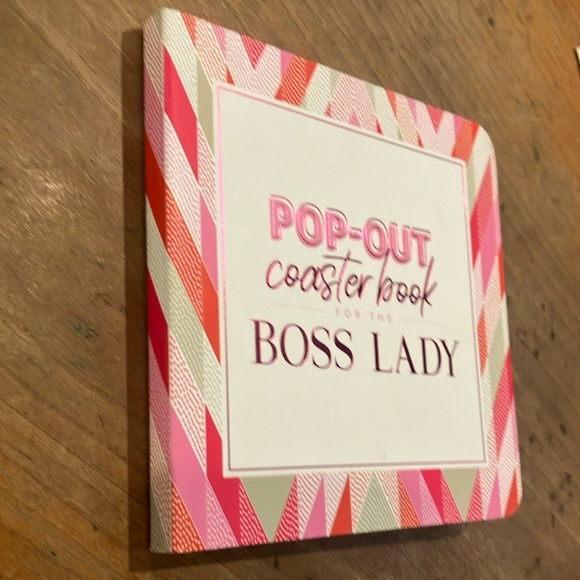 POP-OUT
coaster book
FOR THE
BOSS LADY